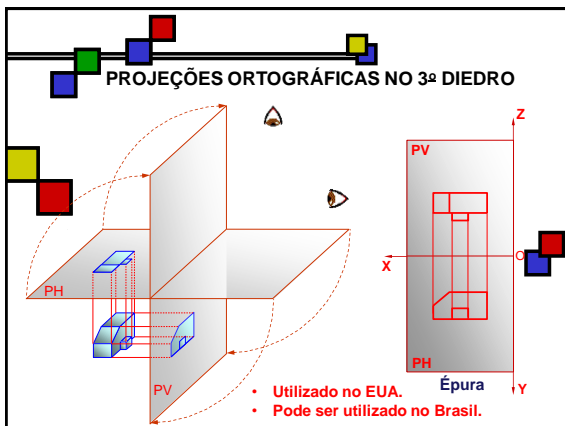 PROJEÇÕES ORTOGRÁFICAS NO 3º DIEDRO
Z
PV
PH
X
O
PV
PH
Épura
Y
• Utilizado no EUA.
• Pode ser utilizado no Brasil.